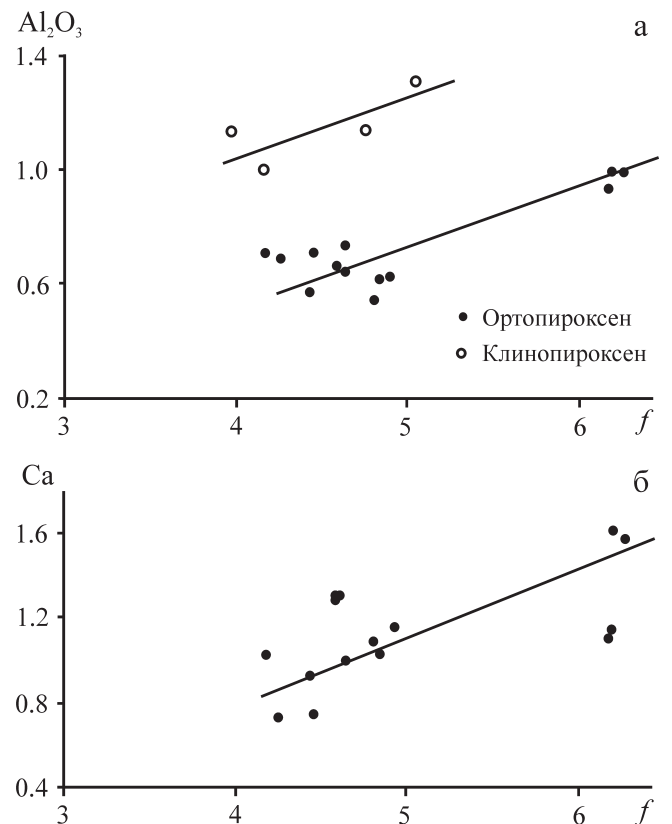 Al₂O₃
а
1.4
1.0
0.6
0.2
Ортопироксен
Клинопироксен
3 4 5 6 f
Ca
б
1.6
1.2
0.8
0.4
3 4 5 6 f